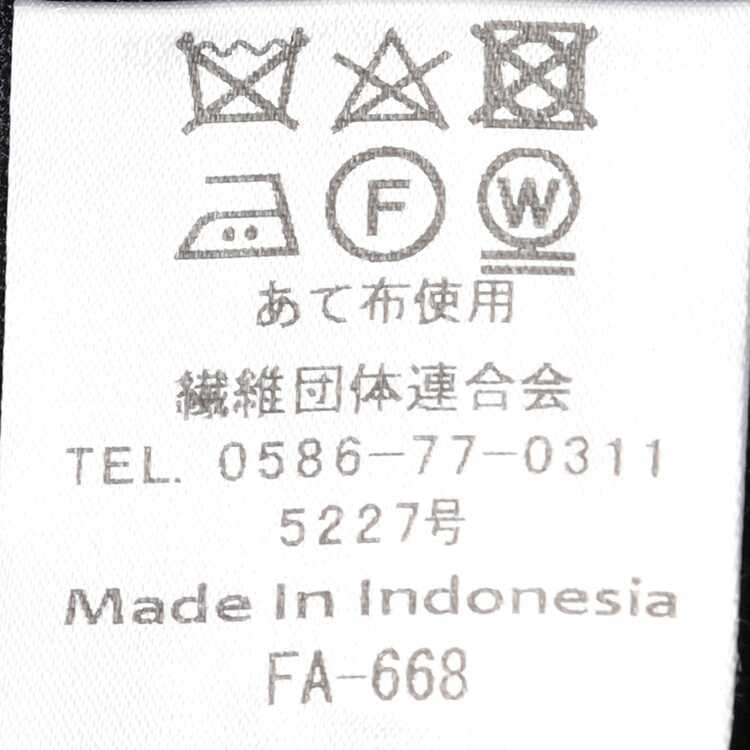 F W
あて布使用
繊維団体連合会
TEL. 0586-77-0311
5227号
Made In Indonesia
FA-668